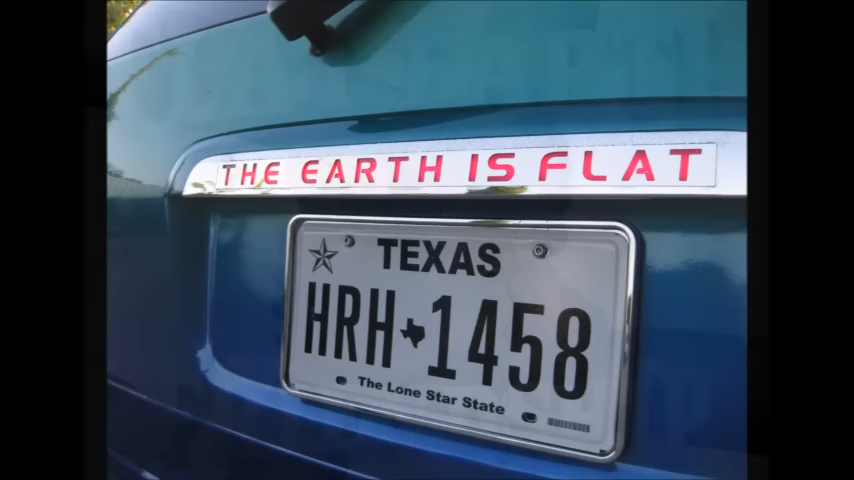 THE EARTH IS FLAT
TEXAS
HRH 1458
The Lone Star State